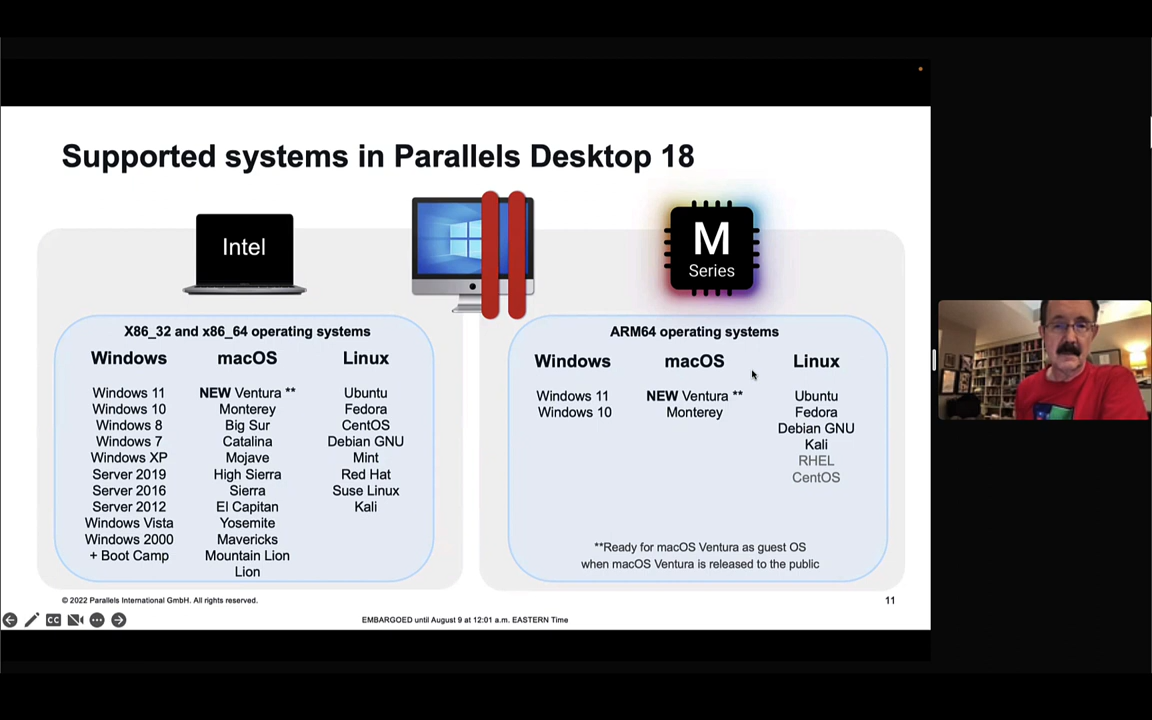 Supported systems in Parallels Desktop 18
Intel
M
Series
X86_32 and x86_64 operating systems
Windows
Windows 11
Windows 10
Windows 8
Windows 7
Windows XP
Server 2019
Server 2016
Server 2012
Windows Vista
Windows 2000
+ Boot Camp
macOS
NEW Ventura **
Monterey
Big Sur
Catalina
Mojave
High Sierra
Sierra
El Capitan
Yosemite
Mavericks
Mountain Lion
Lion
Linux
Ubuntu
Fedora
CentOS
Debian GNU
Mint
Red Hat
Suse Linux
Kali
ARM64 operating systems
Windows
Windows 11
Windows 10
macOS
NEW Ventura **
Monterey
Linux
Ubuntu
Fedora
Debian GNU
Kali
RHEL
CentOS
**Ready for macOS Ventura as guest OS
when macOS Ventura is released to the public
© 2022 Parallels International GmbH. All rights reserved.
11
CC
EMBARGOED until August 9 at 12:01 a.m. EASTERN Time